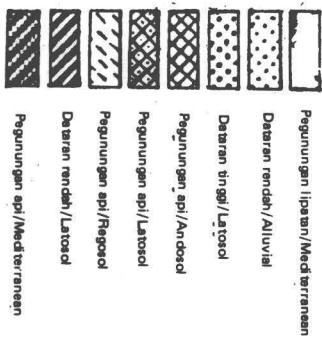 Pegunungan lipatan/Mediterranean
Dataran rendah/Alluvial
Dataran tinggi/Latosol
Pegunungan api/Andosol
Pegunungan api/Latosol
Pegunungan api/Regosol
Dataran rendah/Latosol
Pegunungan api/Mediterranean